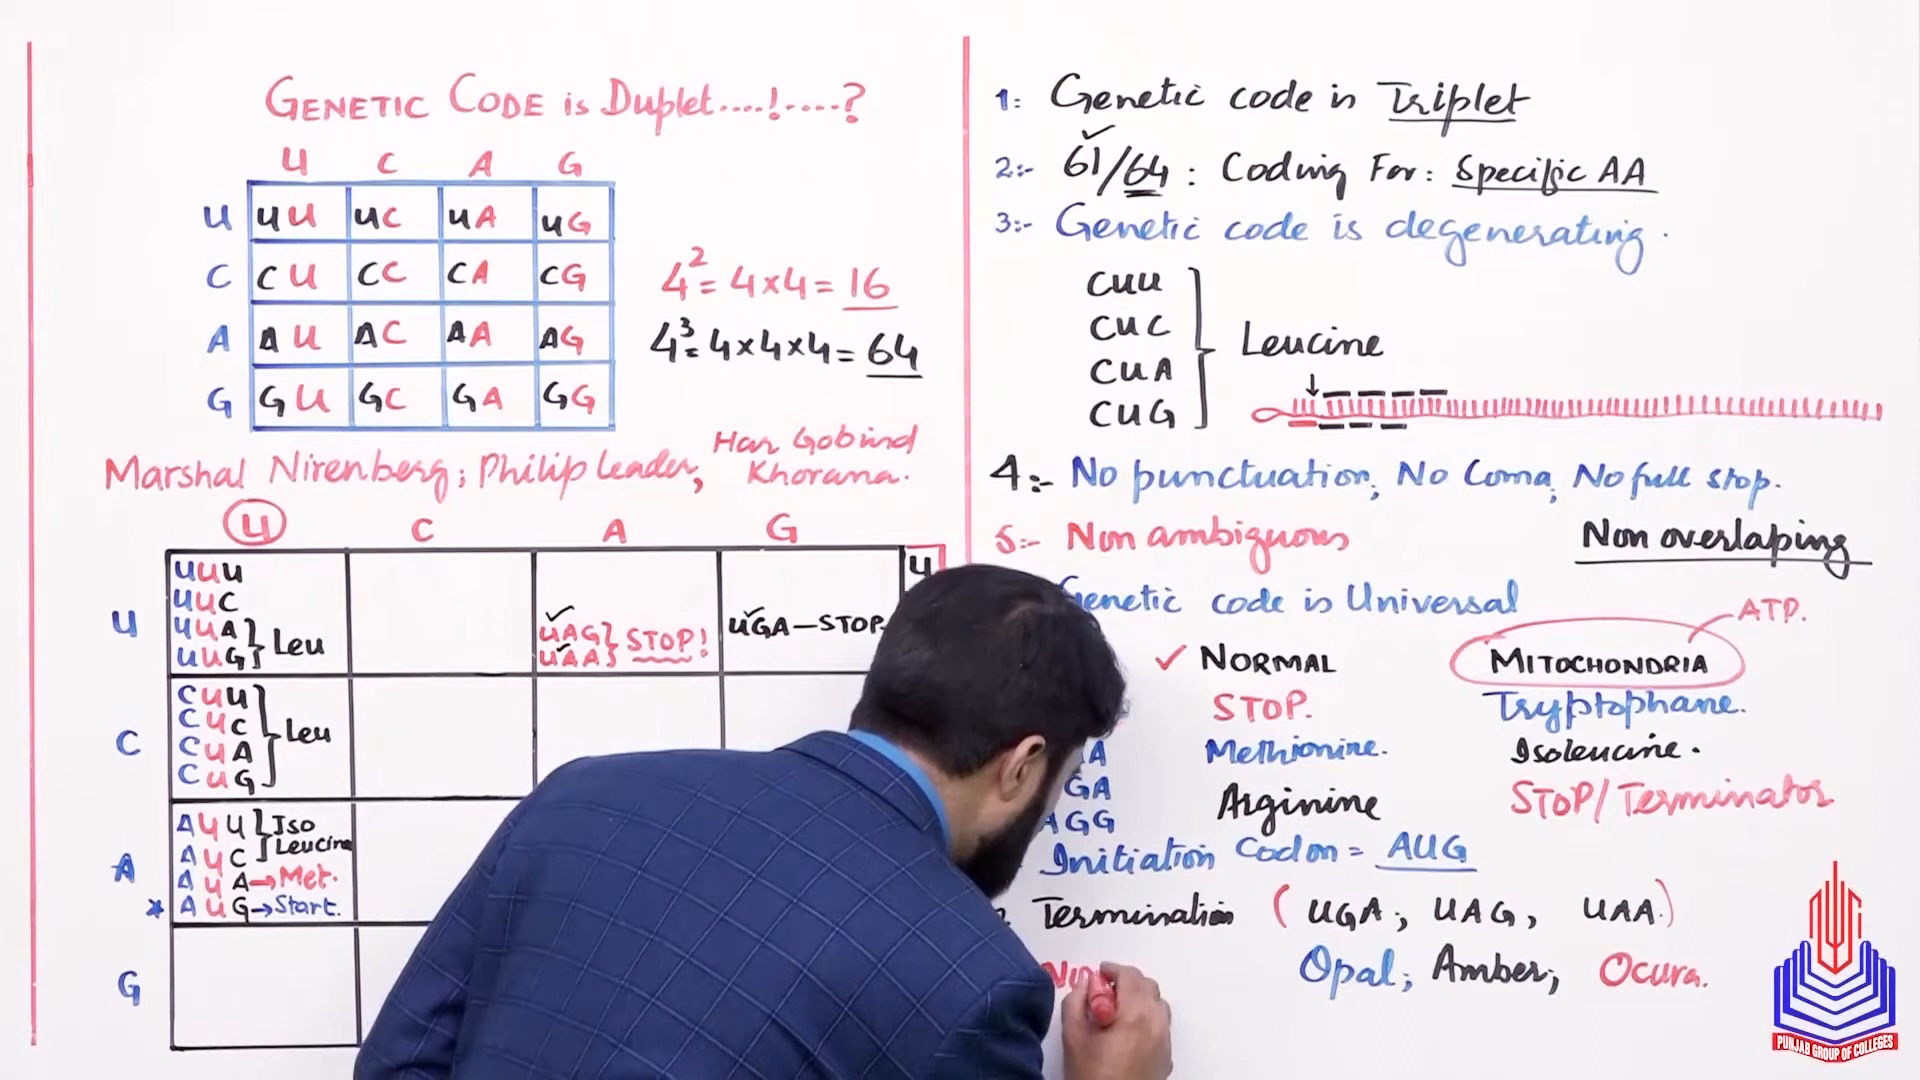 GENETIC CODE is Duplet....!.....?
U C A G
U UU UC UA UG
C CU CC CA CG
A AU AC AA AG
G GU GC GA GG
4²= 4×4= 16
4³= 4×4×4= 64
Marshal Nirenberg; Philip Leader, Har Gobind Khorana.
U C A G
U
UUU
UUC
UUA
UUG } Leu
UAG
UAA } STOP!
UGA—STOP
U
C
CUU
CUC
CUA
CUG } Leu
A
AUU
AUC } Iso Leucine
AUA→Met.
* AUG→Start.
G
1: Genetic code is Triplet
2:- 61/64 : Coding For: Specific AA
3:- Genetic code is degenerating.
CUU
CUC
CUA
CUG
Leucine
4:- No punctuation, No Coma, No full stop.
5:- Non ambiguous Non overlaping
Genetic code is Universal
ATP.
NORMAL MITOCHONDRIA
STOP. Tryptophane.
A Methionine. Isoleucine.
GA Arginine STOP/Terminator
AGG
Initiation Codon = AUG
Termination (UGA, UAG, UAA.)
Opal; Amber; Ocura.
PUNJAB GROUP OF COLLEGES